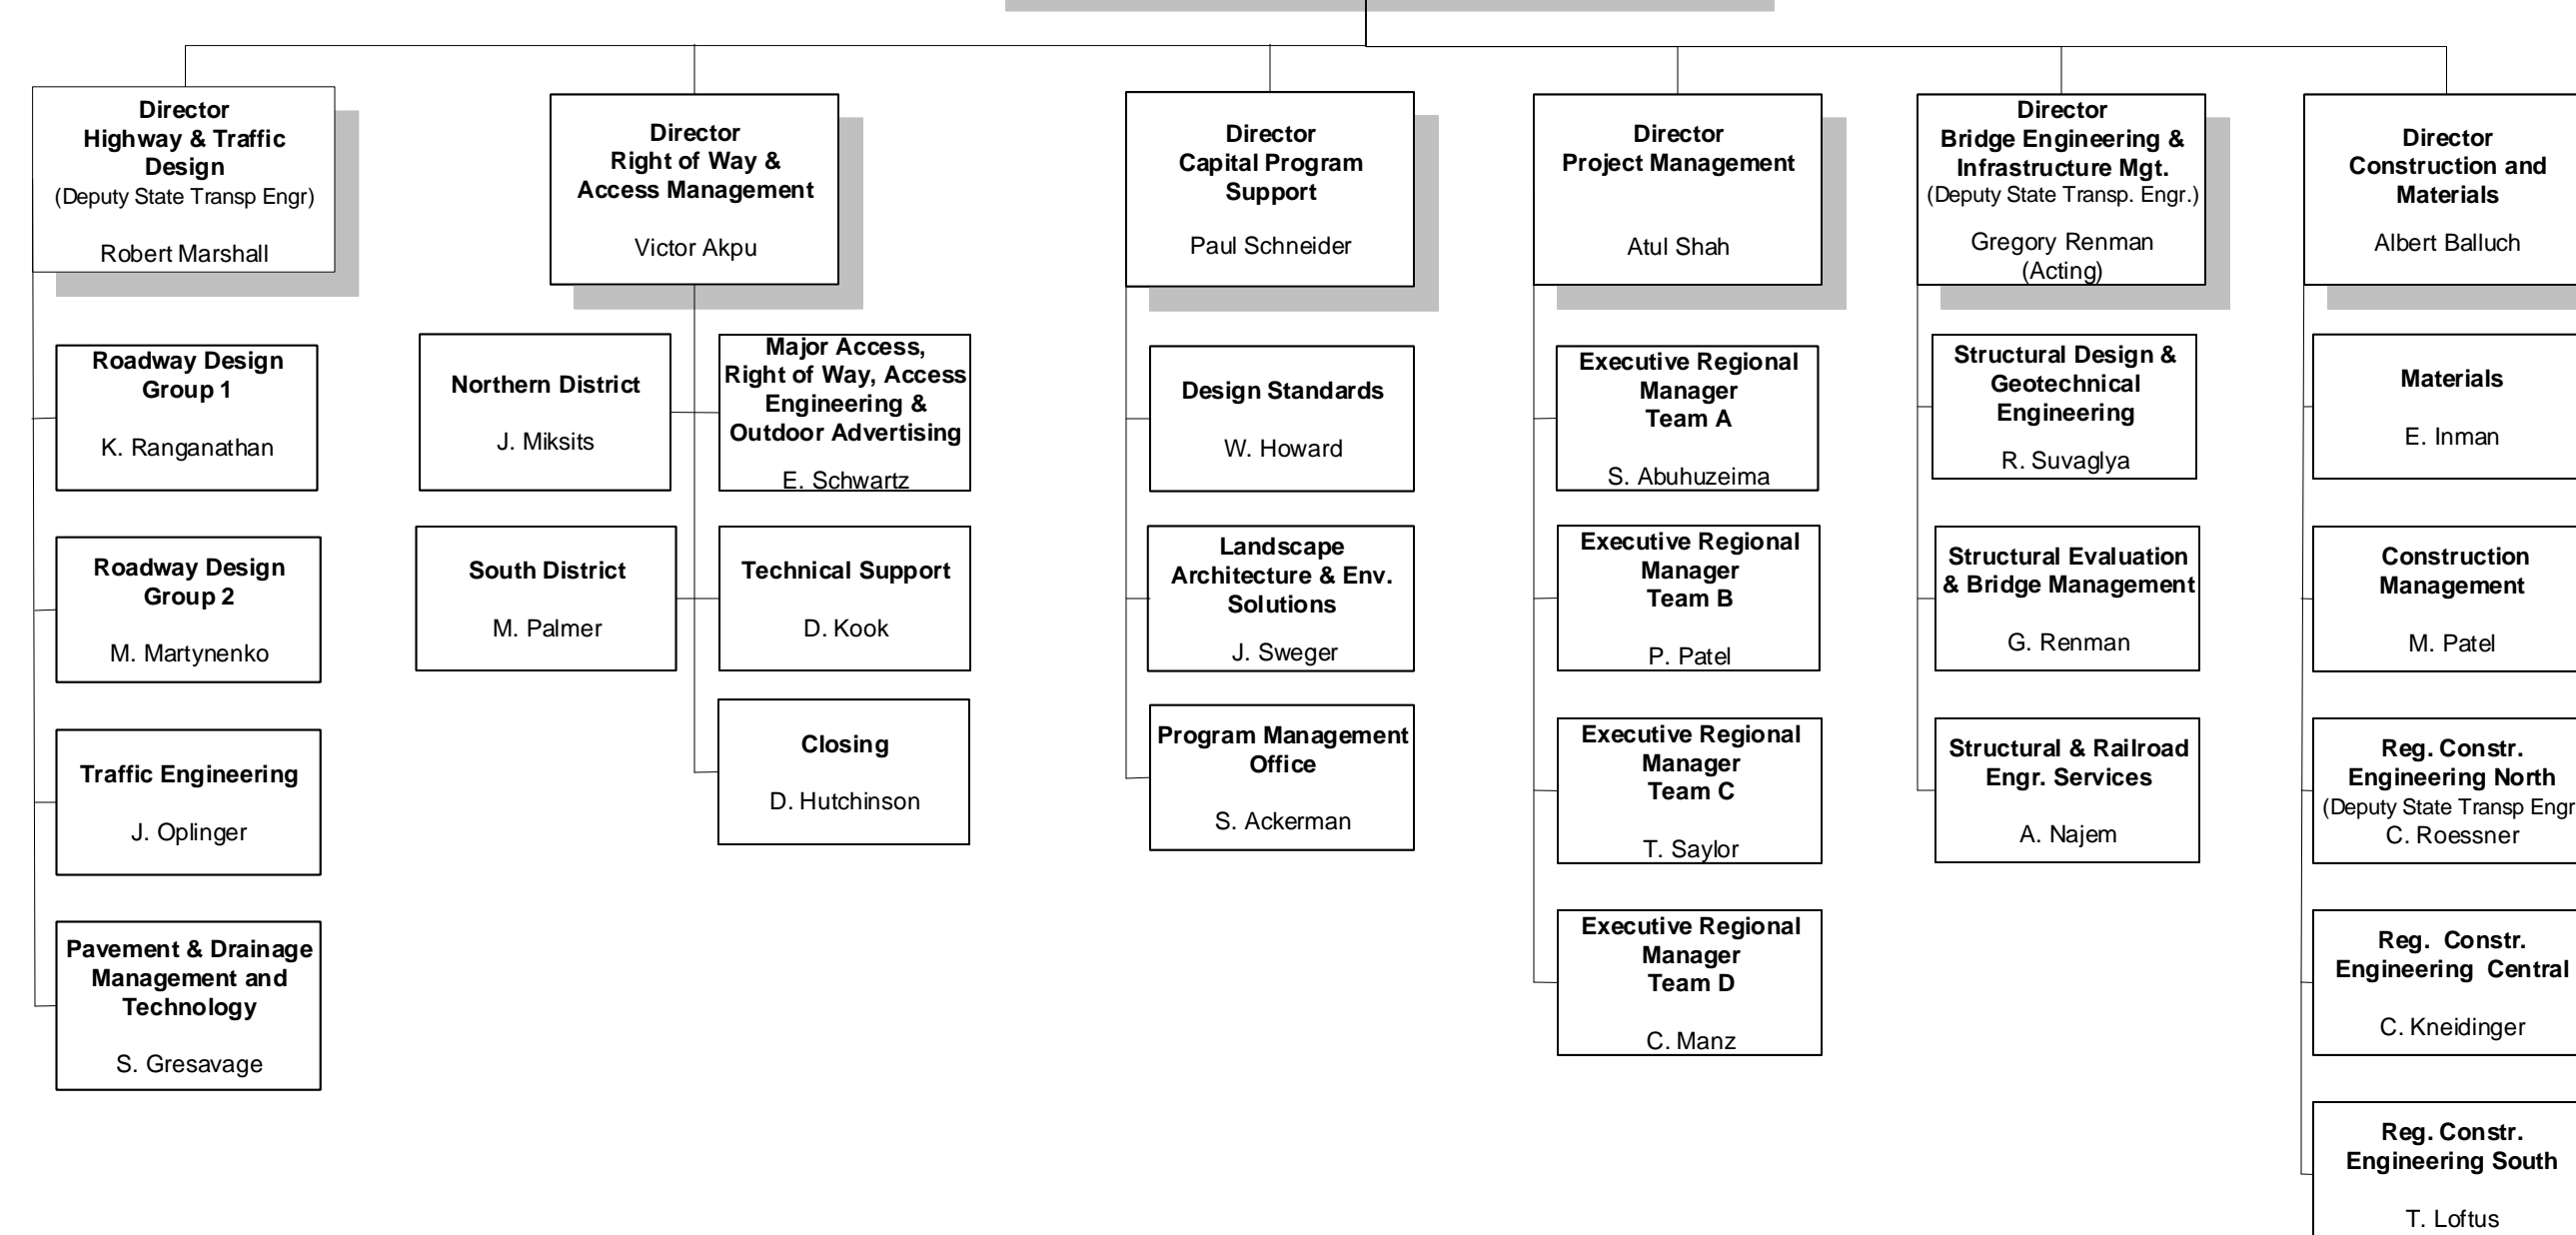 Director
Highway & Traffic
Design
(Deputy State Transp Engr)
Robert Marshall
Roadway Design
Group 1
K. Ranganathan
Roadway Design
Group 2
M. Martynenko
Traffic Engineering
J. Oplinger
Pavement & Drainage
Management and
Technology
S. Gresavage
Director
Right of Way &
Access Management
Victor Akpu
Northern District
J. Miksits
Major Access,
Right of Way, Access
Engineering &
Outdoor Advertising
E. Schwartz
South District
M. Palmer
Technical Support
D. Kook
Closing
D. Hutchinson
Director
Capital Program
Support
Paul Schneider
Design Standards
W. Howard
Landscape
Architecture & Env.
Solutions
J. Sweger
Program Management
Office
S. Ackerman
Director
Project Management
Atul Shah
Executive Regional
Manager
Team A
S. Abuhuzeima
Executive Regional
Manager
Team B
P. Patel
Executive Regional
Manager
Team C
T. Saylor
Executive Regional
Manager
Team D
C. Manz
Director
Bridge Engineering &
Infrastructure Mgt.
(Deputy State Transp. Engr.)
Gregory Renman
(Acting)
Structural Design &
Geotechnical
Engineering
R. Suvaglya
Structural Evaluation
& Bridge Management
G. Renman
Structural & Railroad
Engr. Services
A. Najem
Director
Construction and
Materials
Albert Balluch
Materials
E. Inman
Construction
Management
M. Patel
Reg. Constr.
Engineering North
(Deputy State Transp Engr
C. Roessner
Reg. Constr.
Engineering Central
C. Kneidinger
Reg. Constr.
Engineering South
T. Loftus